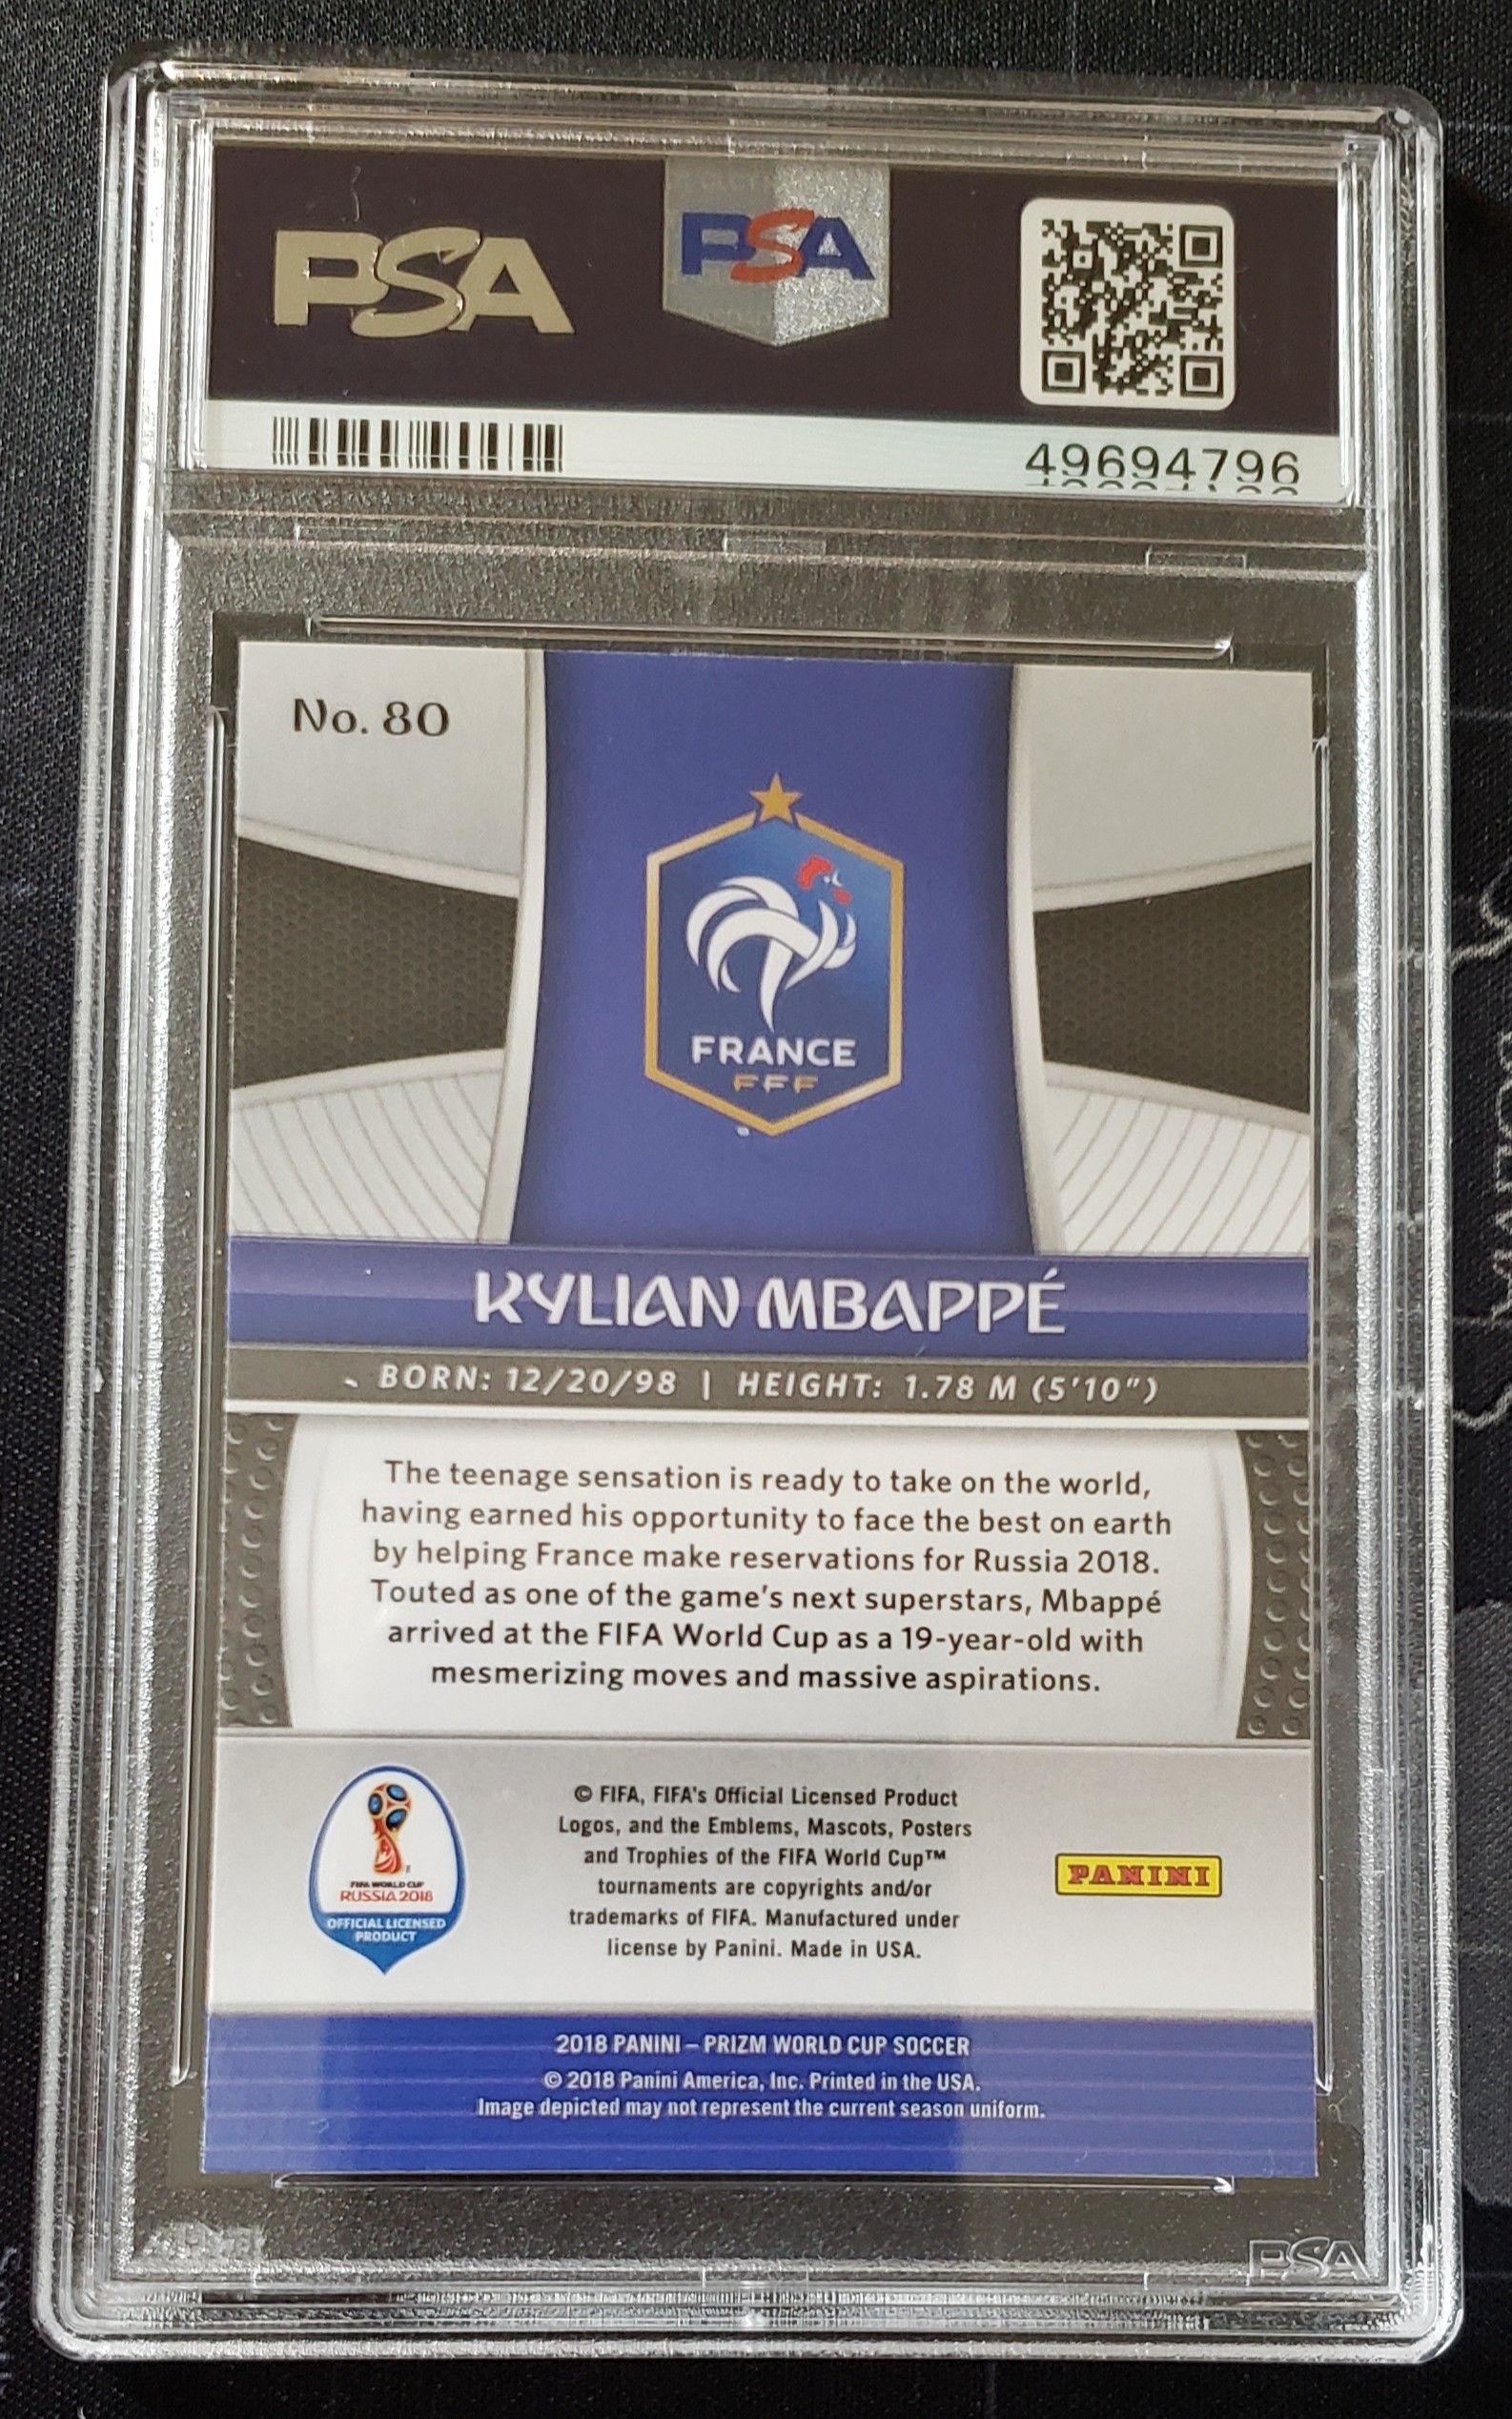 PSA
PSA
49694796
No. 80
FRANCE
FFF
KYLIAN MBAPPÉ
BORN: 12/20/98 | HEIGHT: 1.78 M (5'10")
The teenage sensation is ready to take on the world,
having earned his opportunity to face the best on earth
by helping France make reservations for Russia 2018.
Touted as one of the game's next superstars, Mbappé
arrived at the FIFA World Cup as a 19-year-old with
mesmerizing moves and massive aspirations.
FIFA WORLD CUP
RUSSIA 2018
OFFICIAL LICENSED
PRODUCT
© FIFA, FIFA's Official Licensed Product
Logos, and the Emblems, Mascots, Posters
and Trophies of the FIFA World Cup™
tournaments are copyrights and/or
trademarks of FIFA. Manufactured under
license by Panini. Made in USA.
PANINI
2018 PANINI – PRIZM WORLD CUP SOCCER
© 2018 Panini America, Inc. Printed in the USA.
Image depicted may not represent the current season uniform.
PSA